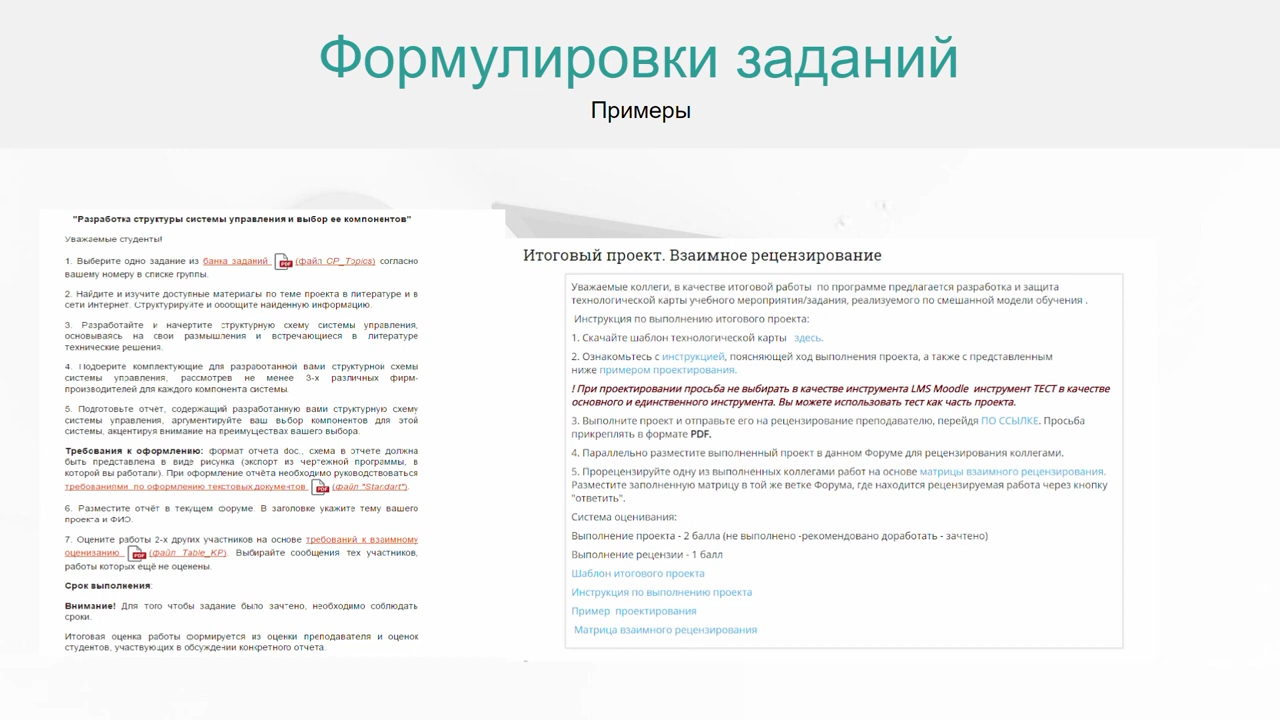 Формулировки заданий
Примеры
"Разработка структуры системы управления и выбор ее компонентов"
Уважаемые студенты!
1. Выберите одно задание из банка заданий (файл CP_Topics) согласно
вашему номеру в списке группы.
2. Найдите и изучите доступные материалы по теме проекта в литературе и в
сети Интернет. Структурируйте и обобщите найденную информацию.
3. Разработайте и начертите структурную схему системы управления,
основываясь на свои размышления и встречающиеся в литературе
технические решения.
4. Подберите комплектующие для разработанной вами структурной схемы
системы управления, рассмотрев не менее 3-х различных фирм-
производителей для каждого компонента системы.
5. Подготовьте отчёт, содержащий разработанную вами структурную схему
системы управления, аргументируйте ваш выбор компонентов для этой
системы, акцентируя внимание на преимуществах вашего выбора.
Требования к оформлению: формат отчета doc., схема в отчете должна
быть представлена в виде рисунка (экспорт из чертежной программы, в
которой вы работали). При оформлении отчёта необходимо руководствоваться
требованиями по оформлению текстовых документов (файл "Standart").
6. Разместите отчёт в текущем форуме. В заголовке укажите тему вашего
проекта и ФИО.
7. Оцените работы 2-х других участников на основе требований к взаимному
оцениванию (файл Table_KP). Выбирайте сообщения тех участников,
работы которых ещё не оценены.
Срок выполнения:
Внимание! Для того чтобы задание было зачтено, необходимо соблюдать
сроки.
Итоговая оценка работы формируется из оценки преподавателя и оценок
студентов, участвующих в обсуждении конкретного отчета.
Итоговый проект. Взаимное рецензирование
Уважаемые коллеги, в качестве итоговой работы по программе предлагается разработка и защита
технологической карты учебного мероприятия/задания, реализуемого по смешанной модели обучения .
Инструкция по выполнению итогового проекта:
1. Скачайте шаблон технологической карты здесь.
2. Ознакомьтесь с инструкцией, поясняющей ход выполнения проекта, а также с представленным
ниже примером проектирования.
! При проектировании просьба не выбирать в качестве инструмента LMS Moodle инструмент ТЕСТ в качестве
основного и единственного инструмента. Вы можете использовать тест как часть проекта.
3. Выполните проект и отправьте его на рецензирование преподавателю, перейдя ПО ССЫЛКЕ. Просьба
прикреплять в формате PDF.
4. Параллельно разместите выполненный проект в данном Форуме для рецензирования коллегами.
5. Прорецензируйте одну из выполненных коллегами работ на основе матрицы взаимного рецензирования.
Разместите заполненную матрицу в той же ветке Форума, где находится рецензируемая работа через кнопку
"ответить".
Система оценивания:
Выполнение проекта - 2 балла (не выполнено -рекомендовано доработать - зачтено)
Выполнение рецензии - 1 балл
Шаблон итогового проекта
Инструкция по выполнению проекта
Пример проектирования
Матрица взаимного рецензирования